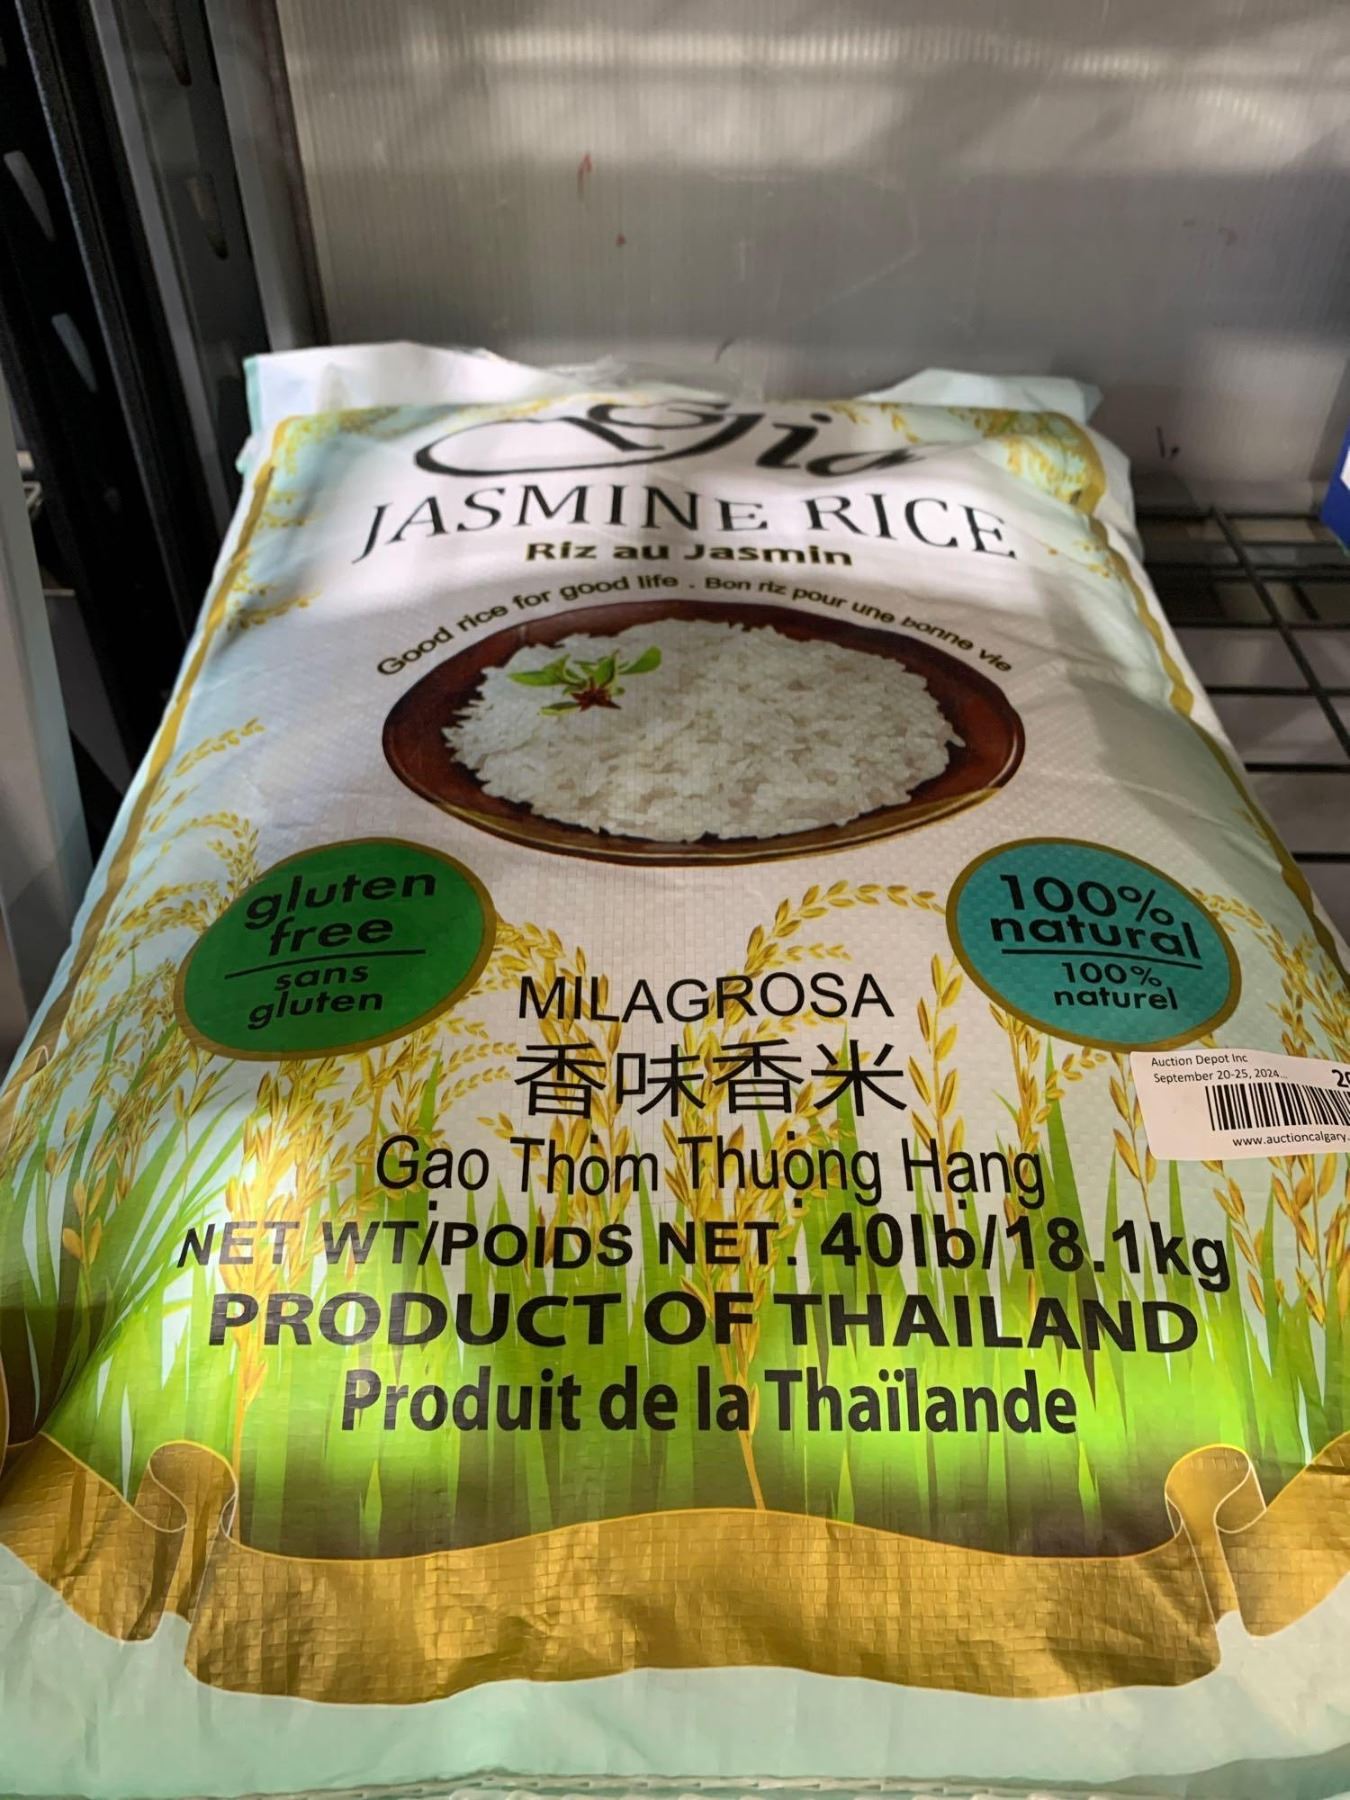 JASMINE RICE
Riz au Jasmin
Good rice for good life . Bon riz pour une bonne vie
gluten
free
sans
gluten
100%
natural
100%
naturel
MILAGROSA
香味香米
Gạo Thơm Thượng Hạng
NET WT/POIDS NET. 40lb/18.1kg
PRODUCT OF THAILAND
Produit de la Thaïlande
Auction Depot Inc
September 20-25, 2024...
www.auctioncalgary.